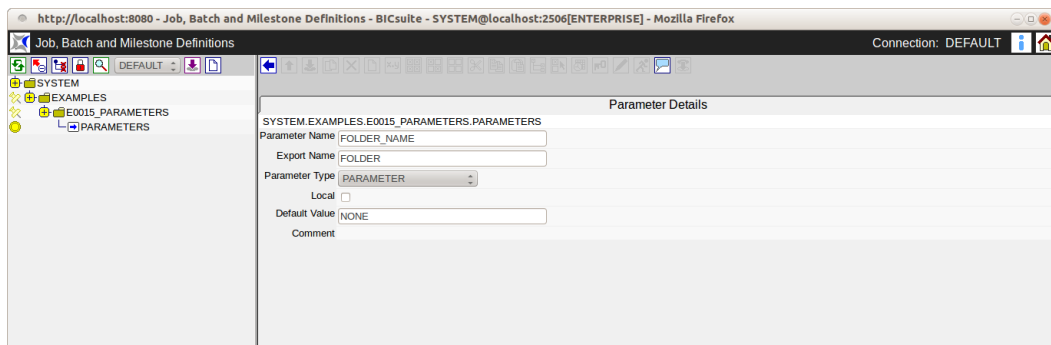 http://localhost:8080 - Job, Batch and Milestone Definitions - BICsuite - SYSTEM@localhost:2506[ENTERPRISE] - Mozilla Firefox
Job, Batch and Milestone Definitions
Connection: DEFAULT
DEFAULT
SYSTEM
EXAMPLES
E0015_PARAMETERS
PARAMETERS
Parameter Details
SYSTEM.EXAMPLES.E0015_PARAMETERS.PARAMETERS
Parameter Name FOLDER_NAME
Export Name FOLDER
Parameter Type PARAMETER
Local
Default Value NONE
Comment